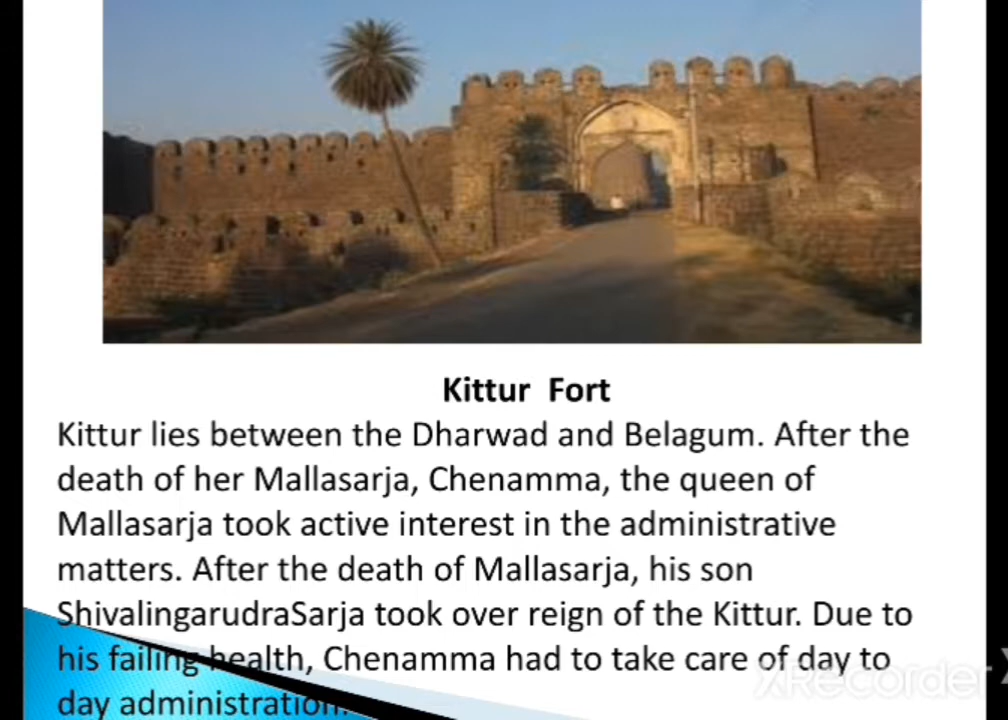 Kittur Fort
Kittur lies between the Dharwad and Belagum. After the
death of her Mallasarja, Chenamma, the queen of
Mallasarja took active interest in the administrative
matters. After the death of Mallasarja, his son
ShivalingarudraSarja took over reign of the Kittur. Due to
his failing health, Chenamma had to take care of day to
day administration.
XRecorder